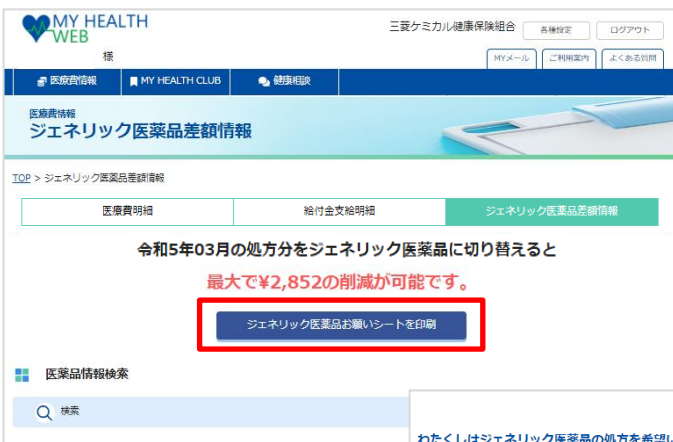 MY HEALTH WEB
三菱ケミカル健康保険組合
各種設定
ログアウト
様
MYメール
ご利用案内
よくある質問
医療費情報
MY HEALTH CLUB
健康相談
医療費情報
ジェネリック医薬品差額情報
TOP > ジェネリック医薬品差額情報
医療費明細
給付金支給明細
ジェネリック医薬品差額情報
令和5年03月の処方分をジェネリック医薬品に切り替えると
最大で¥2,852の削減が可能です。
ジェネリック医薬品お願いシートを印刷
医薬品情報検索
検索
わたくしはジェネリック医薬品の処方を希望い